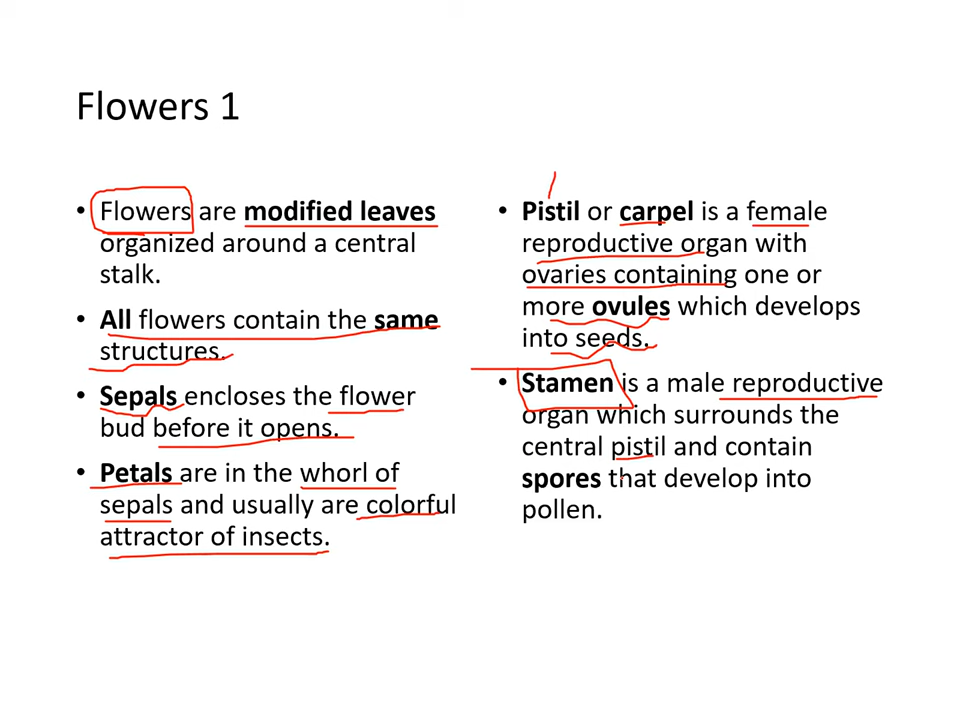 Flowers 1
• Flowers are modified leaves
organized around a central
stalk.
• All flowers contain the same
structures.
• Sepals encloses the flower
bud before it opens.
• Petals are in the whorl of
sepals and usually are colorful
attractor of insects.
• Pistil or carpel is a female
reproductive organ with
ovaries containing one or
more ovules which develops
into seeds.
• Stamen is a male reproductive
organ which surrounds the
central pistil and contain
spores that develop into
pollen.